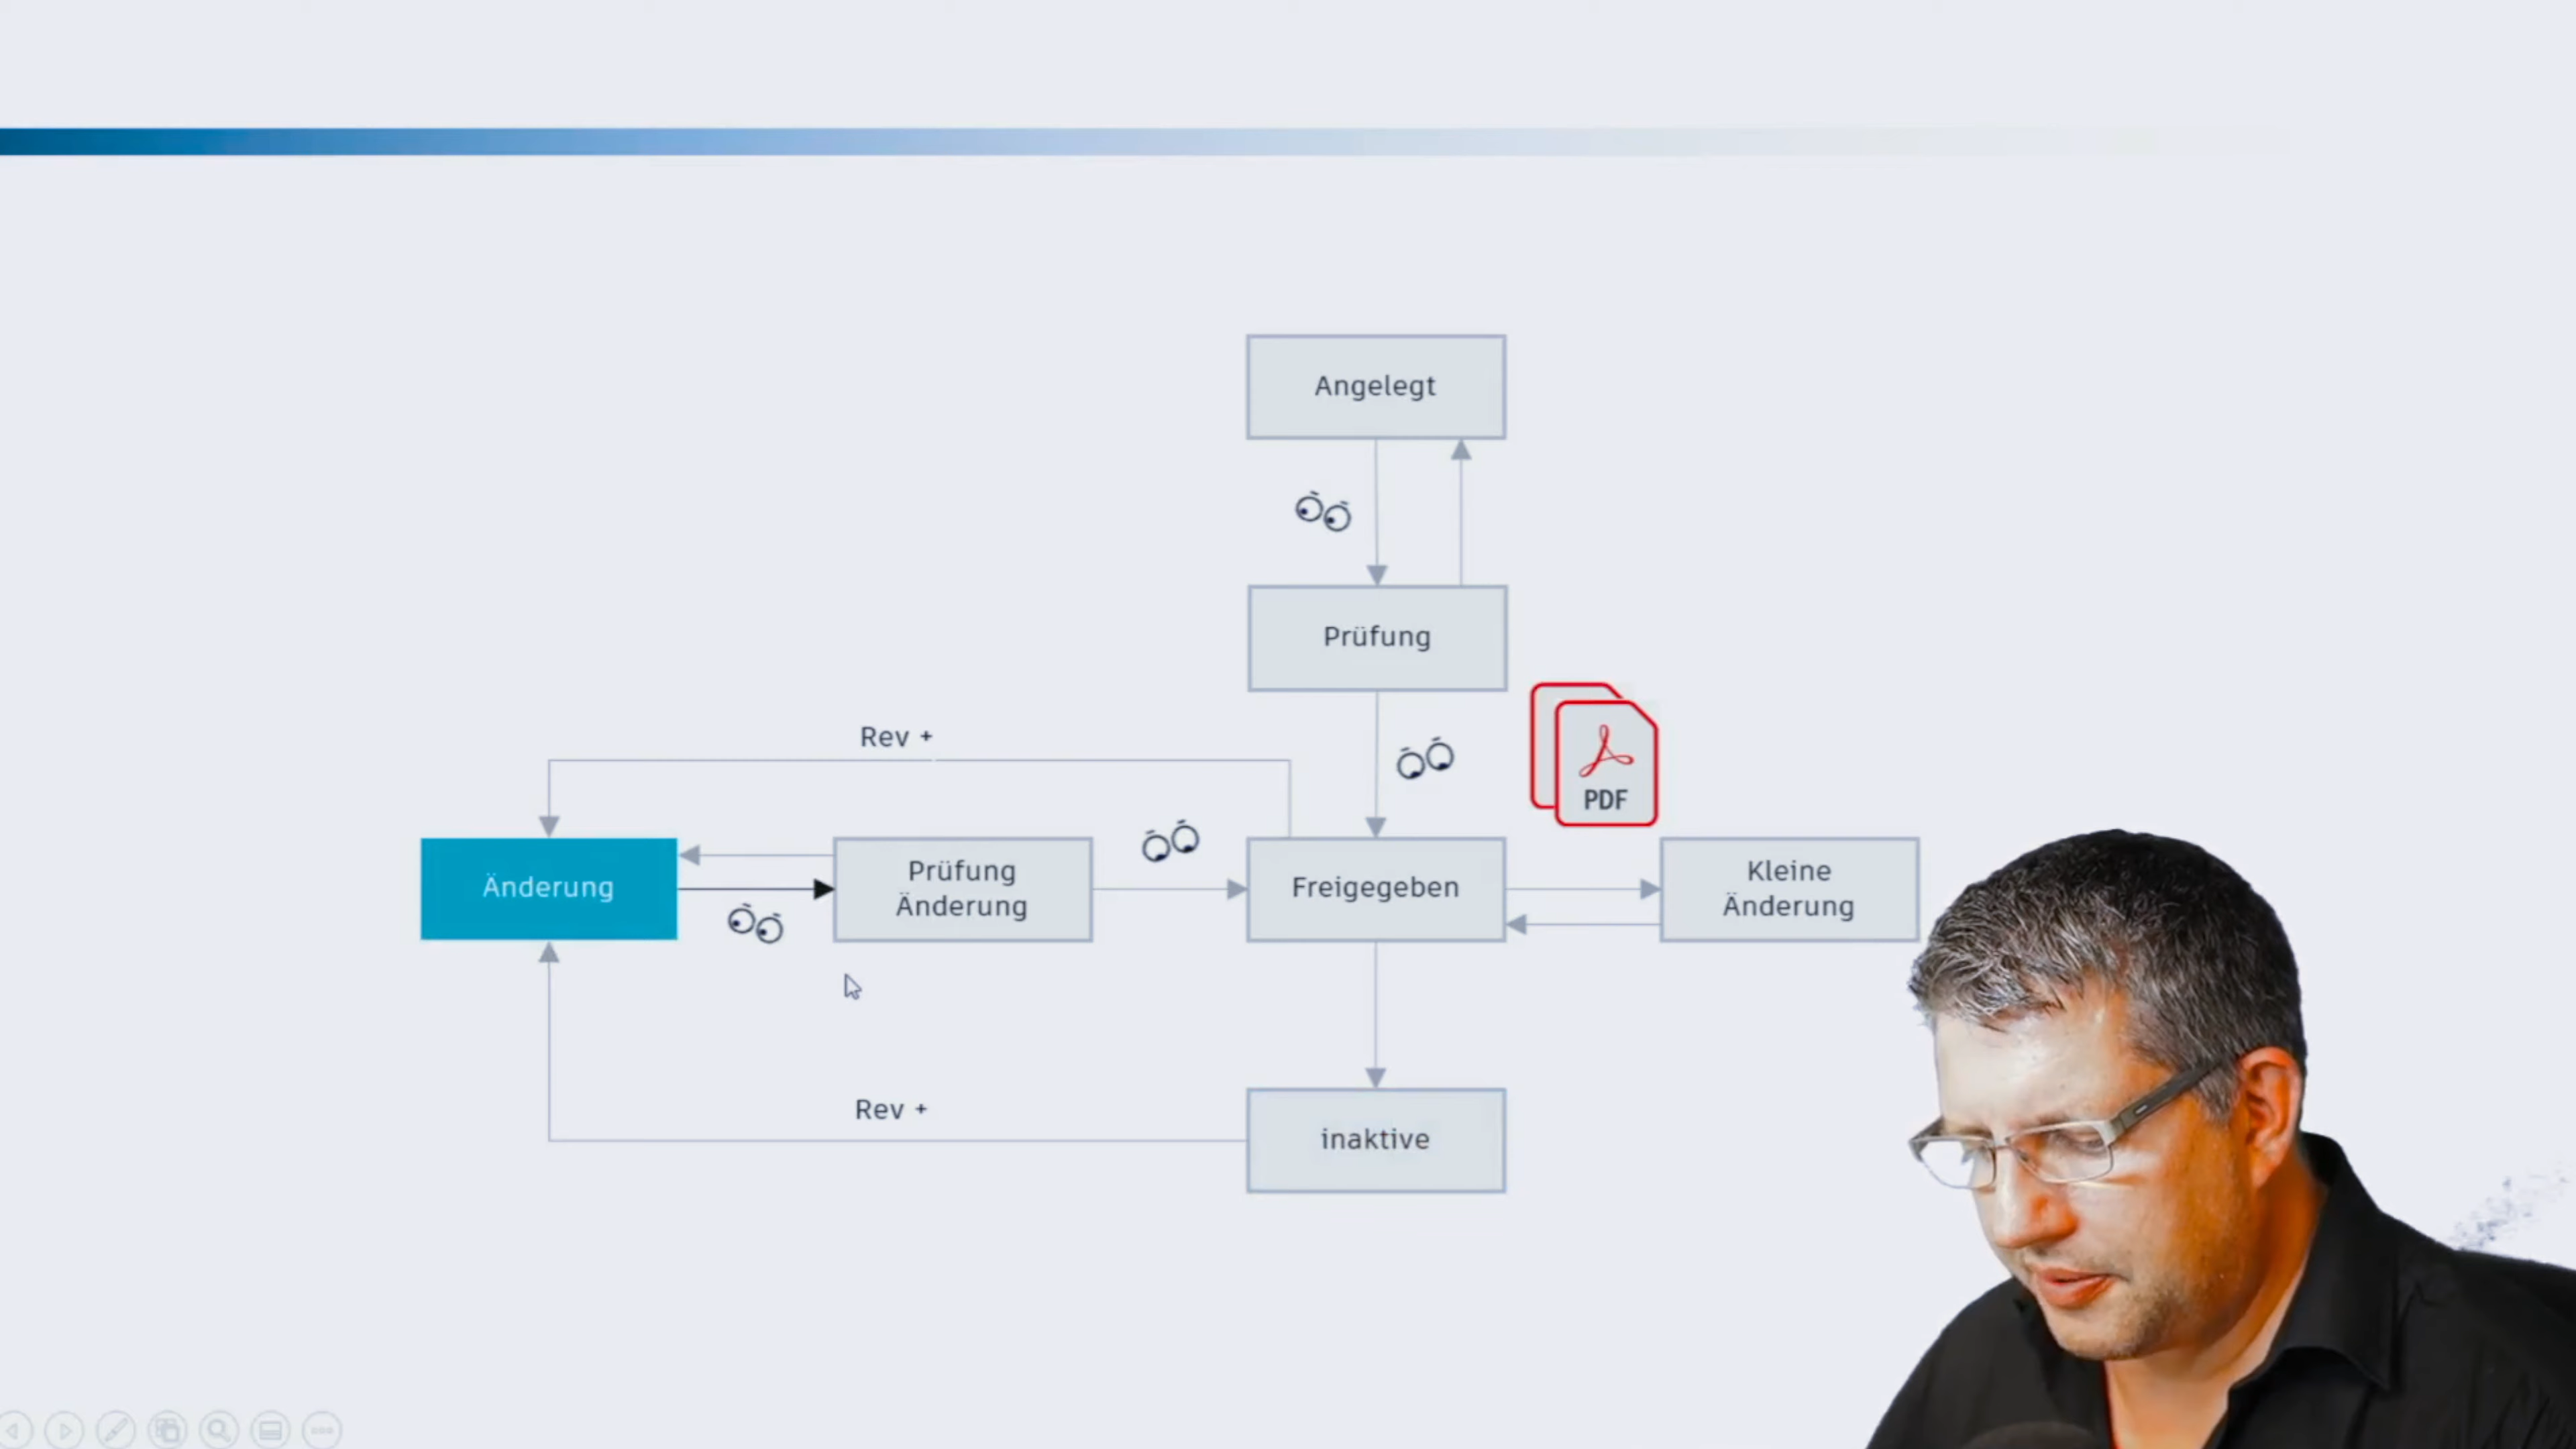 Angelegt
Prüfung
Rev +
PDF
Änderung
Prüfung
Änderung
Freigegeben
Kleine
Änderung
Rev +
inaktive